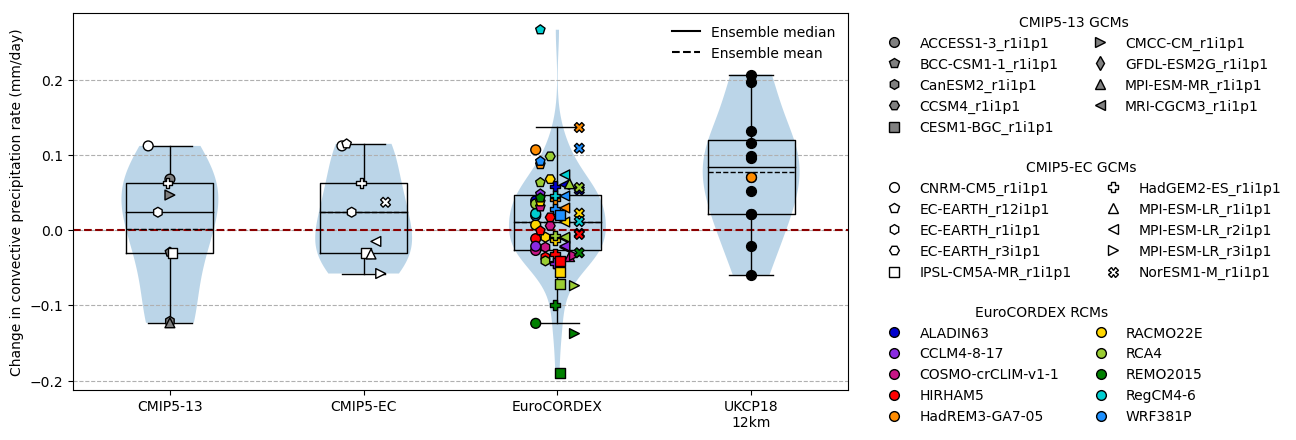 Change in convective precipitation rate (mm/day)
0.2
0.1
0.0
−0.1
−0.2
Ensemble median
Ensemble mean
CMIP5-13
CMIP5-EC
EuroCORDEX
UKCP18
12km
CMIP5-13 GCMs
ACCESS1-3_r1i1p1
BCC-CSM1-1_r1i1p1
CanESM2_r1i1p1
CCSM4_r1i1p1
CESM1-BGC_r1i1p1
CMCC-CM_r1i1p1
GFDL-ESM2G_r1i1p1
MPI-ESM-MR_r1i1p1
MRI-CGCM3_r1i1p1
CMIP5-EC GCMs
CNRM-CM5_r1i1p1
EC-EARTH_r12i1p1
EC-EARTH_r1i1p1
EC-EARTH_r3i1p1
IPSL-CM5A-MR_r1i1p1
HadGEM2-ES_r1i1p1
MPI-ESM-LR_r1i1p1
MPI-ESM-LR_r2i1p1
MPI-ESM-LR_r3i1p1
NorESM1-M_r1i1p1
EuroCORDEX RCMs
ALADIN63
CCLM4-8-17
COSMO-crCLIM-v1-1
HIRHAM5
HadREM3-GA7-05
RACMO22E
RCA4
REMO2015
RegCM4-6
WRF381P